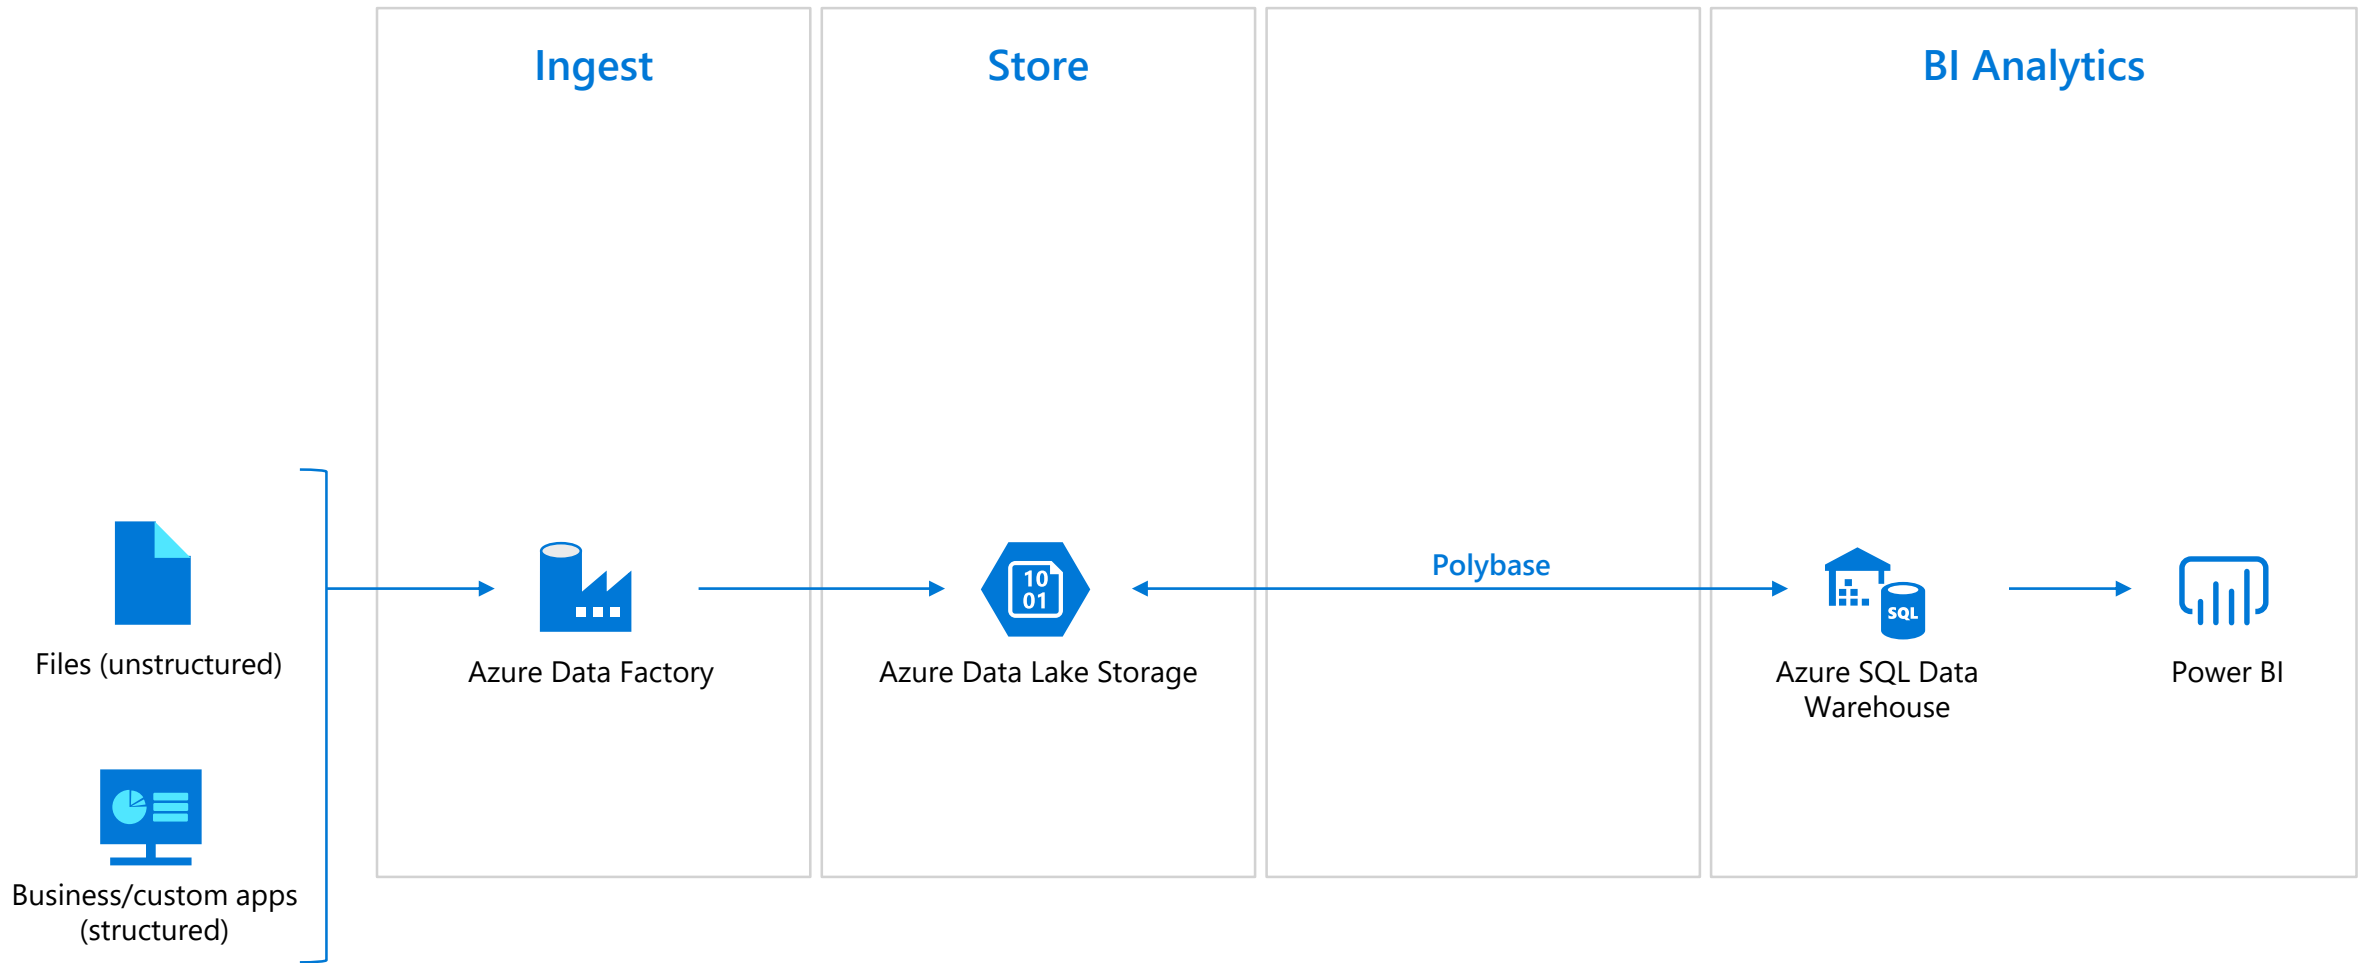 Ingest
Store
BI Analytics
Files (unstructured)
Business/custom apps
(structured)
Azure Data Factory
10
01
Azure Data Lake Storage
Polybase
SQL
Azure SQL Data
Warehouse
Power BI